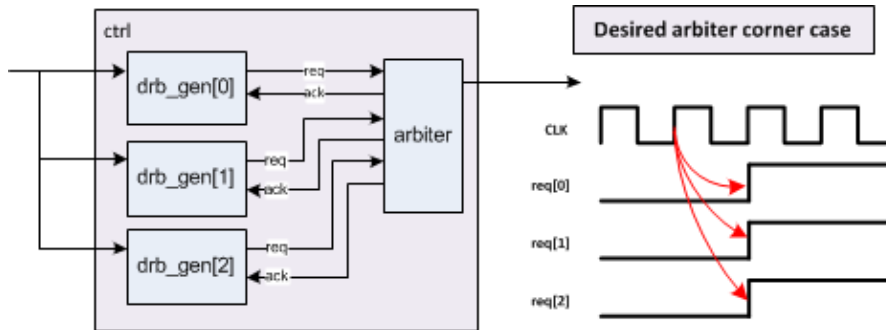 ctrl
Desired arbiter corner case
drb_gen[0]
req
ack
arbiter
drb_gen[1]
req
ack
req
drb_gen[2]
ack
CLK
req[0]
req[1]
req[2]